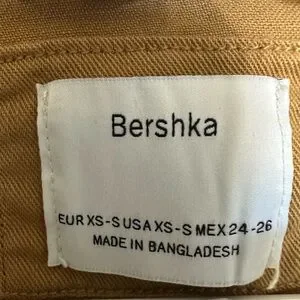 Bershka
EUR XS-S USA XS-S MEX 24-26
MADE IN BANGLADESH